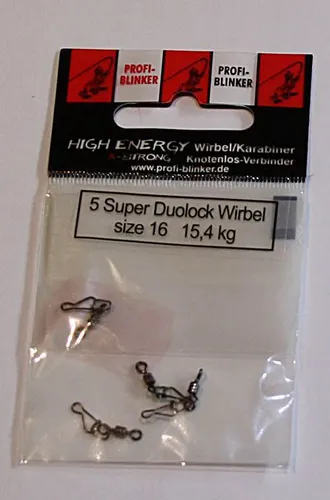 PROFI-
BLINKER
PROFI-
BLINKER
HIGH ENERGY Wirbel/Karabiner
X-STRONG Knotenlos-Verbinder
www.profi-blinker.de
5 Super Duolock Wirbel
size 16 15,4 kg